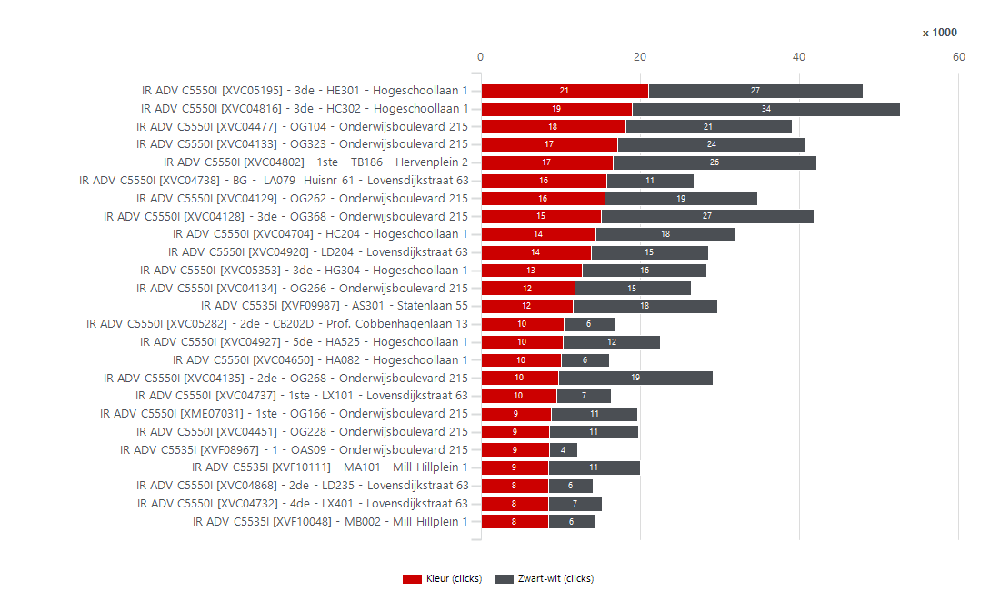 x 1000
0 20 40 60
IR ADV C5550I [XVC05195] - 3de - HE301 - Hogeschoollaan 1 21 27
IR ADV C5550I [XVC04816] - 3de - HC302 - Hogeschoollaan 1 19 34
IR ADV C5550I [XVC04477] - OG104 - Onderwijsboulevard 215 18 21
IR ADV C5550I [XVC04133] - OG323 - Onderwijsboulevard 215 17 24
IR ADV C5550I [XVC04802] - 1ste - TB186 - Hervenplein 2 17 26
IR ADV C5550I [XVC04738] - BG - LA079 Huisnr 61 - Lovensdijkstraat 63 16 11
IR ADV C5550I [XVC04129] - OG262 - Onderwijsboulevard 215 16 19
IR ADV C5550I [XVC04128] - 3de - OG368 - Onderwijsboulevard 215 15 27
IR ADV C5550I [XVC04704] - HC204 - Hogeschoollaan 1 14 18
IR ADV C5550I [XVC04920] - LD204 - Lovensdijkstraat 63 14 15
IR ADV C5550I [XVC05353] - 3de - HG304 - Hogeschoollaan 1 13 16
IR ADV C5550I [XVC04134] - OG266 - Onderwijsboulevard 215 12 15
IR ADV C5535I [XVF09987] - AS301 - Statenlaan 55 12 18
IR ADV C5550I [XVC05282] - 2de - CB202D - Prof. Cobbenhagenlaan 13 10 6
IR ADV C5550I [XVC04927] - 5de - HA525 - Hogeschoollaan 1 10 12
IR ADV C5550I [XVC04650] - HA082 - Hogeschoollaan 1 10 6
IR ADV C5550I [XVC04135] - 2de - OG268 - Onderwijsboulevard 215 10 19
IR ADV C5550I [XVC04737] - 1ste - LX101 - Lovensdijkstraat 63 10 7
IR ADV C5550I [XME07031] - 1ste - OG166 - Onderwijsboulevard 215 9 11
IR ADV C5550I [XVC04451] - OG228 - Onderwijsboulevard 215 9 11
IR ADV C5535I [XVF08967] - 1 - OAS09 - Onderwijsboulevard 215 9 4
IR ADV C5535I [XVF10111] - MA101 - Mill Hillplein 1 9 11
IR ADV C5550I [XVC04868] - 2de - LD235 - Lovensdijkstraat 63 8 6
IR ADV C5550I [XVC04732] - 4de - LX401 - Lovensdijkstraat 63 8 7
IR ADV C5535I [XVF10048] - MB002 - Mill Hillplein 1 8 6
Kleur (clicks) Zwart-wit (clicks)